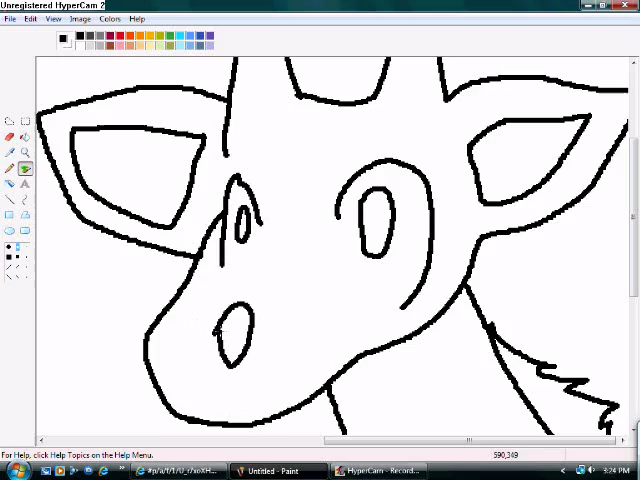 Unregistered HyperCam 2
File Edit View Image Colors Help
For Help, click Help Topics on the Help Menu.
590,349
Untitled - Paint
HyperCam - Record...
3:24 PM